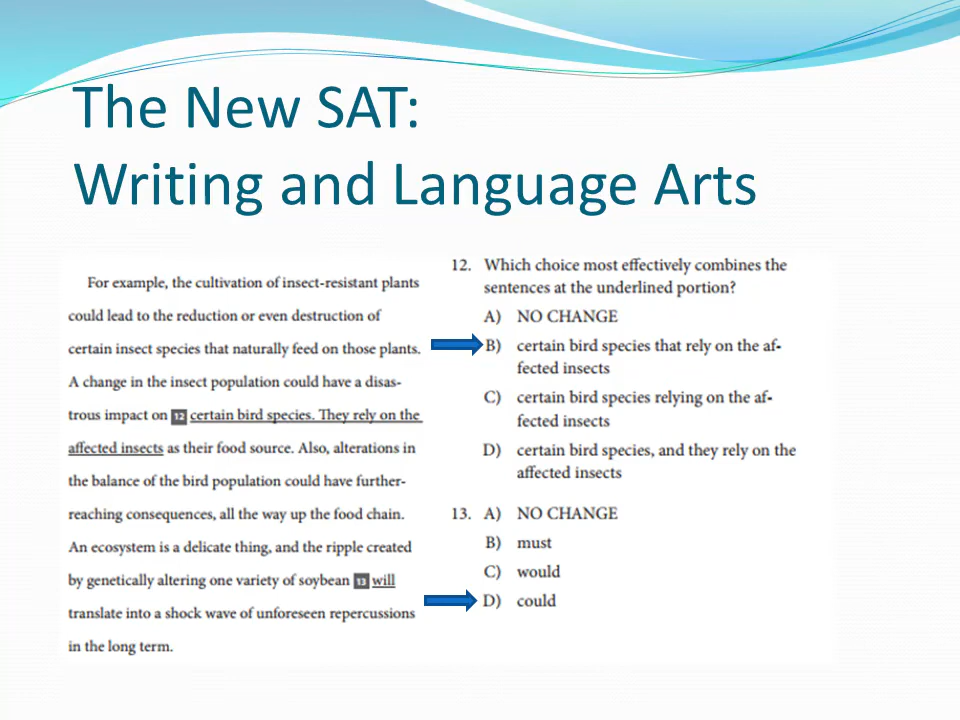 The New SAT:
Writing and Language Arts
For example, the cultivation of insect-resistant plants
could lead to the reduction or even destruction of
certain insect species that naturally feed on those plants.
A change in the insect population could have a disas-
trous impact on 12 certain bird species. They rely on the
affected insects as their food source. Also, alterations in
the balance of the bird population could have further-
reaching consequences, all the way up the food chain.
An ecosystem is a delicate thing, and the ripple created
by genetically altering one variety of soybean 13 will
translate into a shock wave of unforeseen repercussions
in the long term.
12. Which choice most effectively combines the
sentences at the underlined portion?
A) NO CHANGE
B) certain bird species that rely on the af-
fected insects
C) certain bird species relying on the af-
fected insects
D) certain bird species, and they rely on the
affected insects
13. A) NO CHANGE
B) must
C) would
D) could